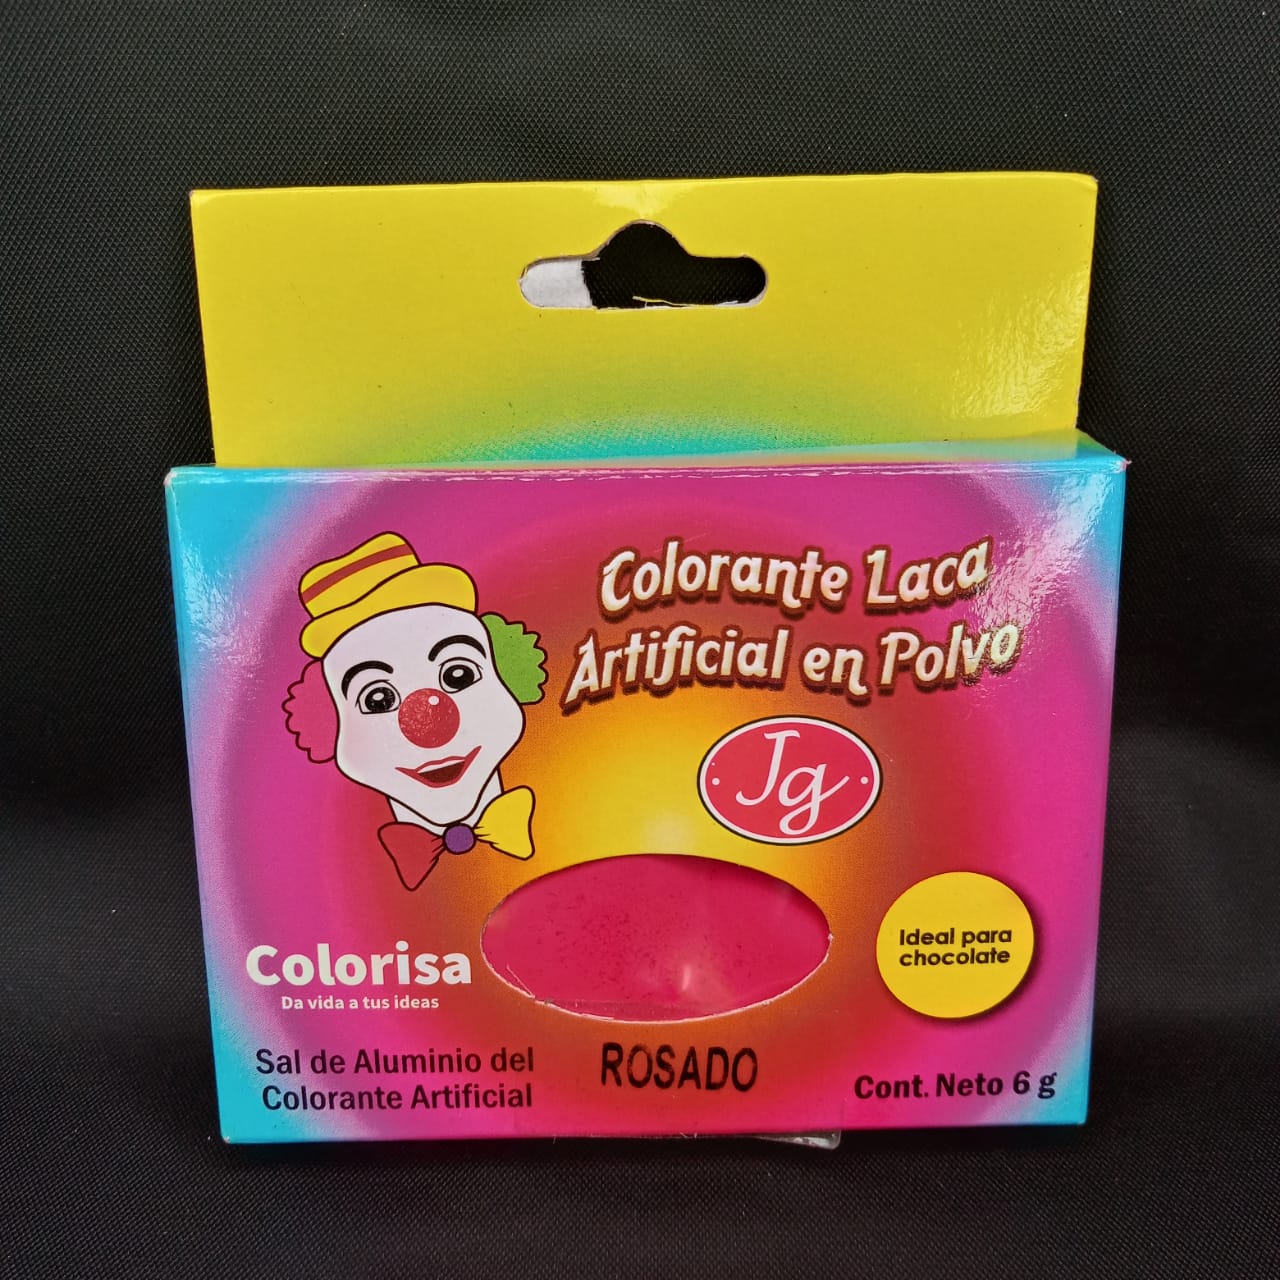 Colorante Laca
Artificial en Polvo
Jg
Ideal para
chocolate
Colorisa
Da vida a tus ideas
Sal de Aluminio del
Colorante Artificial
ROSADO
Cont. Neto 6 g